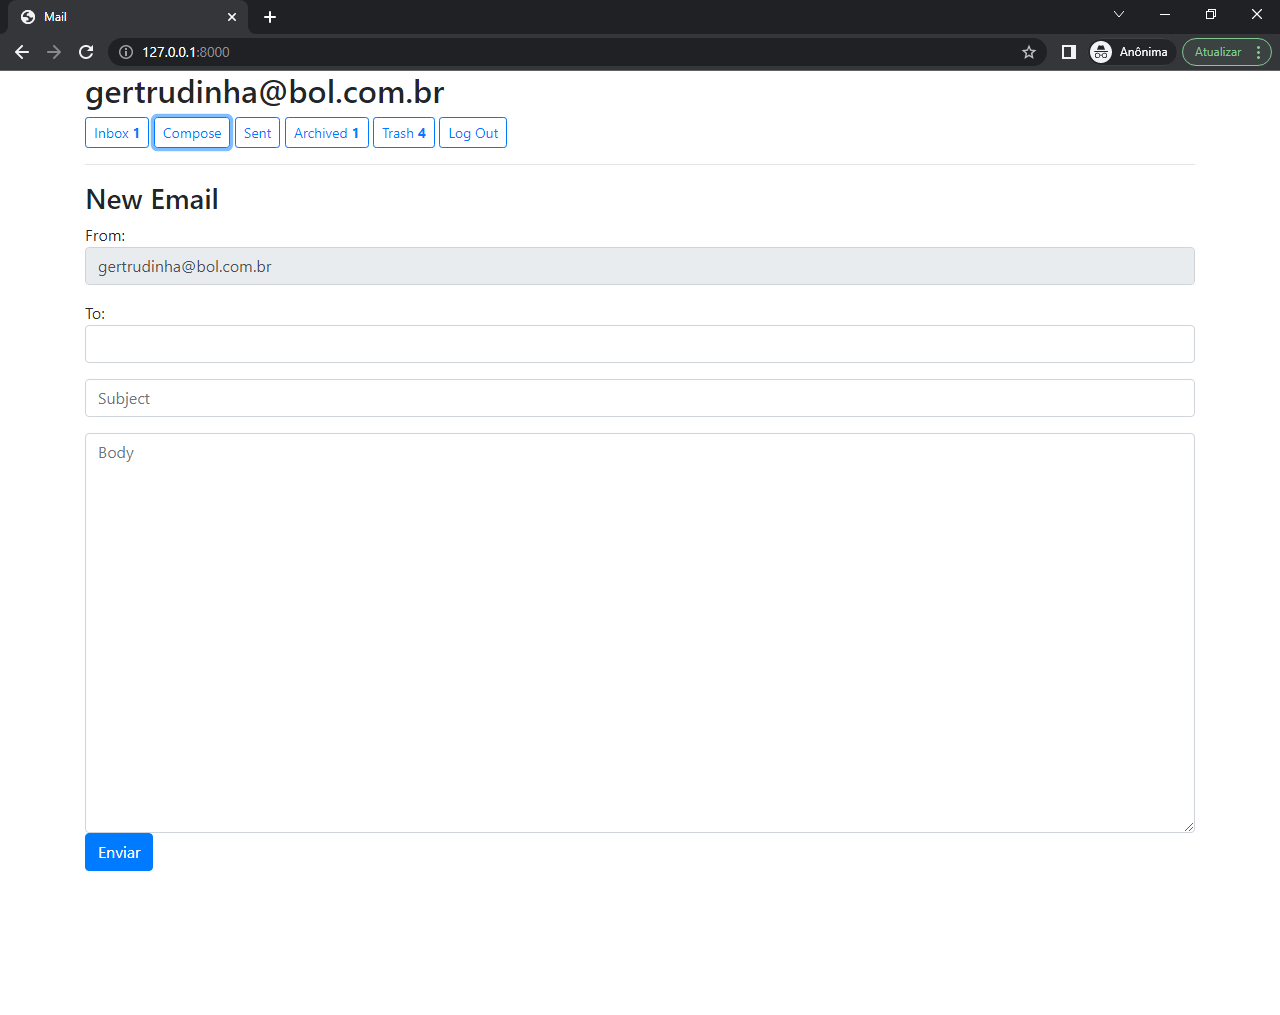 Mail
127.0.0.1:8000
Anônima
Atualizar
gertrudinha@bol.com.br
Inbox 1 Compose Sent Archived 1 Trash 4 Log Out
New Email
From:
gertrudinha@bol.com.br
To:
Subject
Body
Enviar